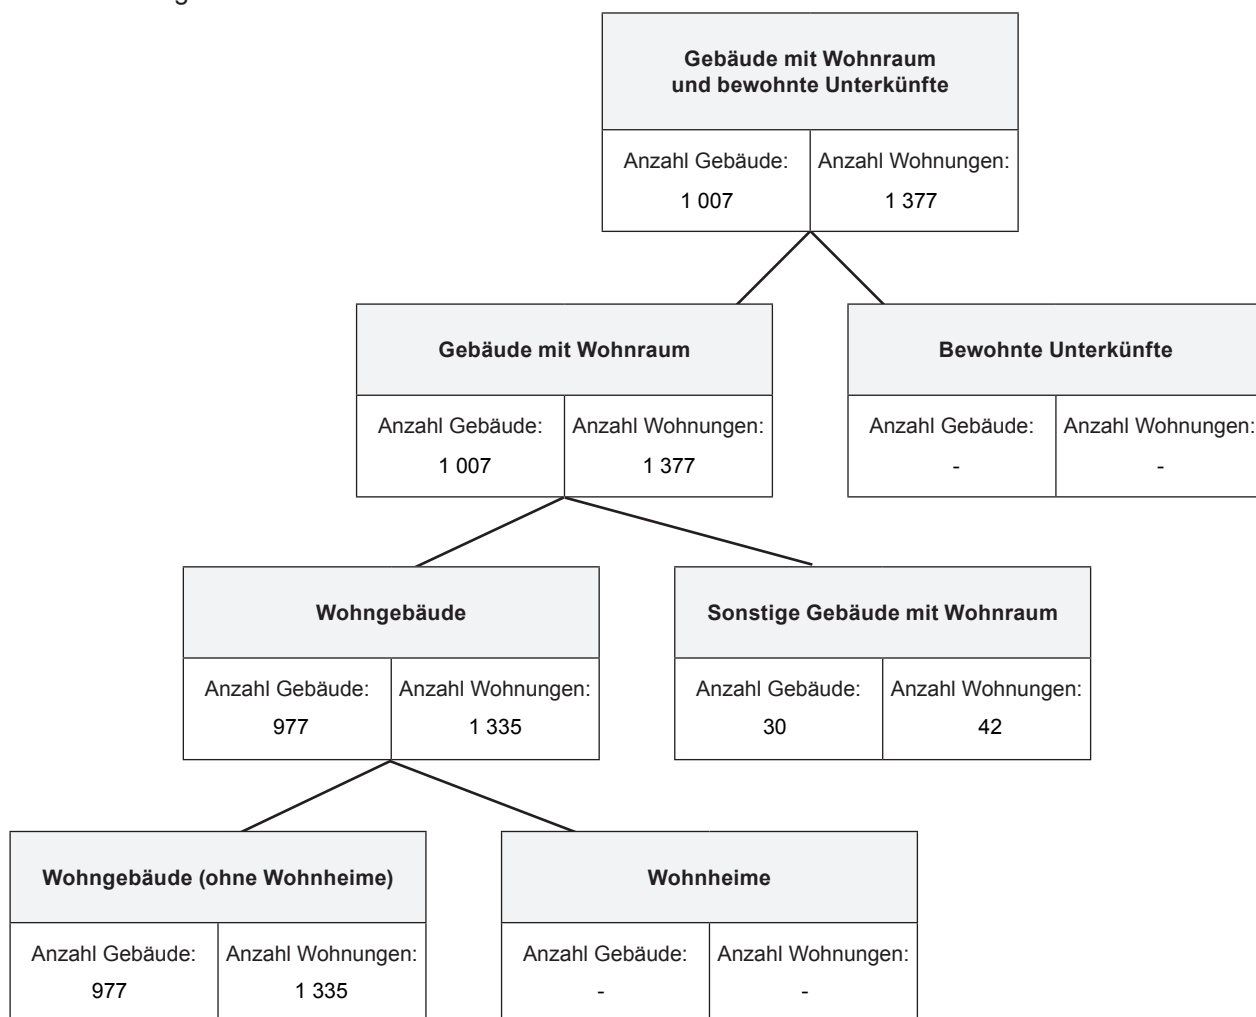 Gebäude mit Wohnraum
und bewohnte Unterkünfte
Anzahl Gebäude: Anzahl Wohnungen:
1 007 1 377
Gebäude mit Wohnraum
Anzahl Gebäude: Anzahl Wohnungen:
1 007 1 377
Bewohnte Unterkünfte
Anzahl Gebäude: Anzahl Wohnungen:
- -
Wohngebäude
Anzahl Gebäude: Anzahl Wohnungen:
977 1 335
Sonstige Gebäude mit Wohnraum
Anzahl Gebäude: Anzahl Wohnungen:
30 42
Wohngebäude (ohne Wohnheime)
Anzahl Gebäude: Anzahl Wohnungen:
977 1 335
Wohnheime
Anzahl Gebäude: Anzahl Wohnungen:
- -